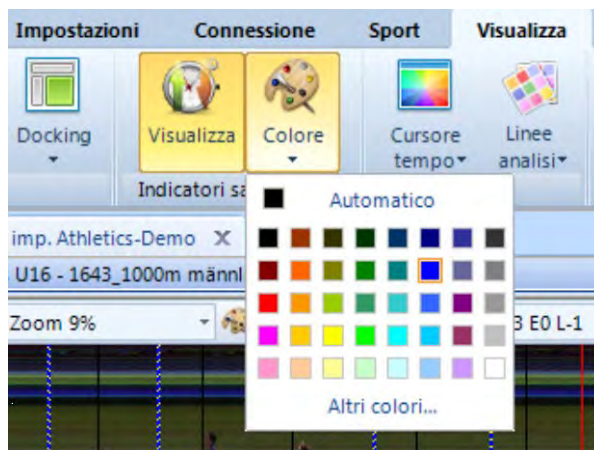 Impostazioni Connessione Sport Visualizza
Docking Visualizza Colore Cursore tempo Linee analisi
Indicatori sa
Automatico
imp. Athletics-Demo X
U16 - 1643_1000m männl
Zoom 9% 3 E0 L-1
Altri colori...